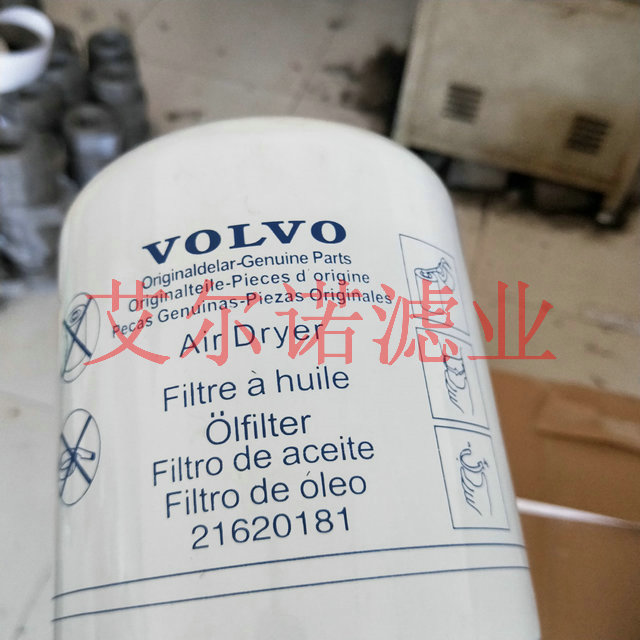 VOLVO
Originaldelar-Genuine Parts
Originalteile-Pieces d'origine
Peças Genuinas-Piezas Originales
艾尔诺滤业
Air Dryer
Filtre à huile
Ölfilter
Filtro de aceite
Filtro de óleo
21620181